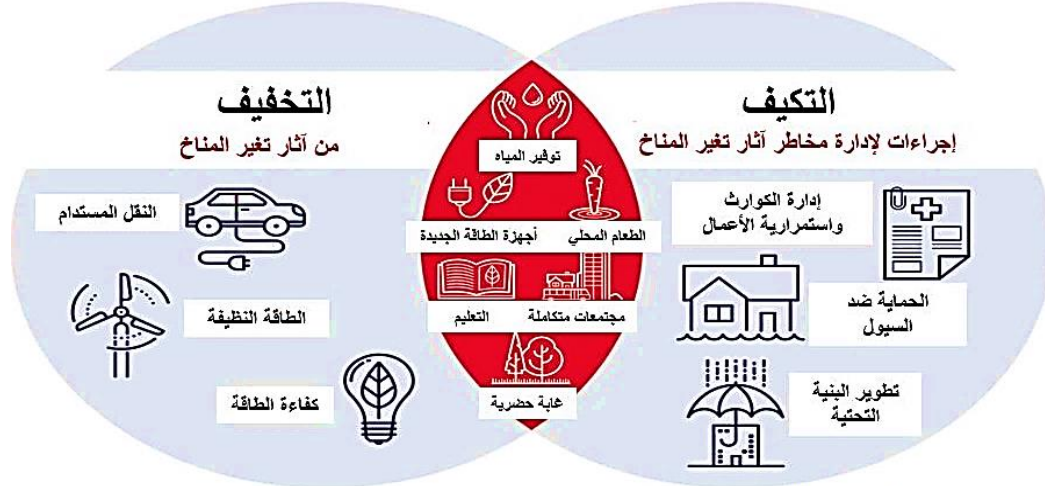 التكيف
إجراءات لإدارة مخاطر آثار تغير المناخ
إدارة الكوارث
واستمرارية الأعمال
الحماية ضد
السيول
تطوير البنية
التحتية
توفير المياه
الطعام المحلي
أجهزة الطاقة الجديدة
مجتمعات متكاملة
التعليم
غابة حضرية
التخفيف
من آثار تغير المناخ
النقل المستدام
الطاقة النظيفة
كفاءة الطاقة